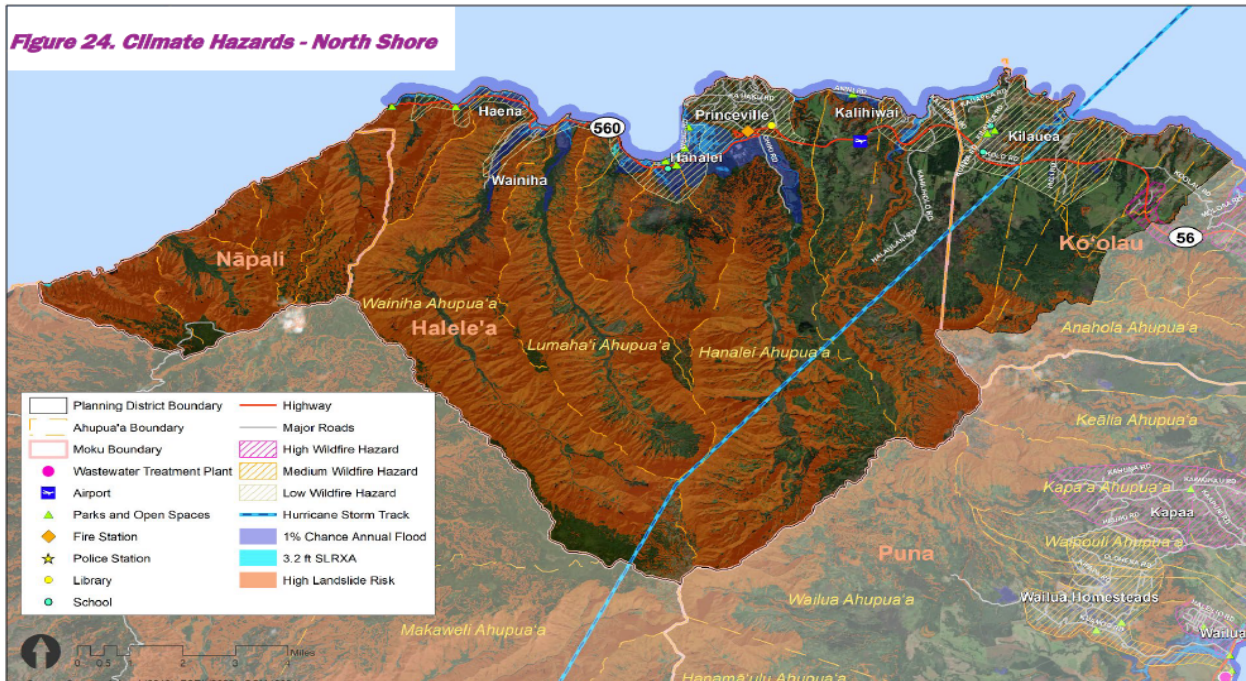 Figure 24. Climate Hazards - North Shore
Haena
560
Princeville
Kalihiwai
Kilauea
Hanalei
Wainiha
KAHILIHOLO RD
KOOLAU RD
56
Nāpali
Ko'olau
Wainiha Ahupua'a
Halele'a
Lumaha'i Ahupua'a
Hanalei Ahupua'a
Anahola Ahupua'a
Keālia Ahupua'a
Kapa'a Ahupua'a
Kapaa
Waipouli Ahupua'a
Puna
Wailua Homesteads
Wailua Ahupua'a
Wailua
Makaweli Ahupua'a
Hanamā'ulu Ahupua'a
Planning District Boundary
Ahupua'a Boundary
Moku Boundary
Wastewater Treatment Plant
Airport
Parks and Open Spaces
Fire Station
Police Station
Library
School
Highway
Major Roads
High Wildfire Hazard
Medium Wildfire Hazard
Low Wildfire Hazard
Hurricane Storm Track
1% Chance Annual Flood
3.2 ft SLRXA
High Landslide Risk
Miles
0 0.5 1 2 3 4